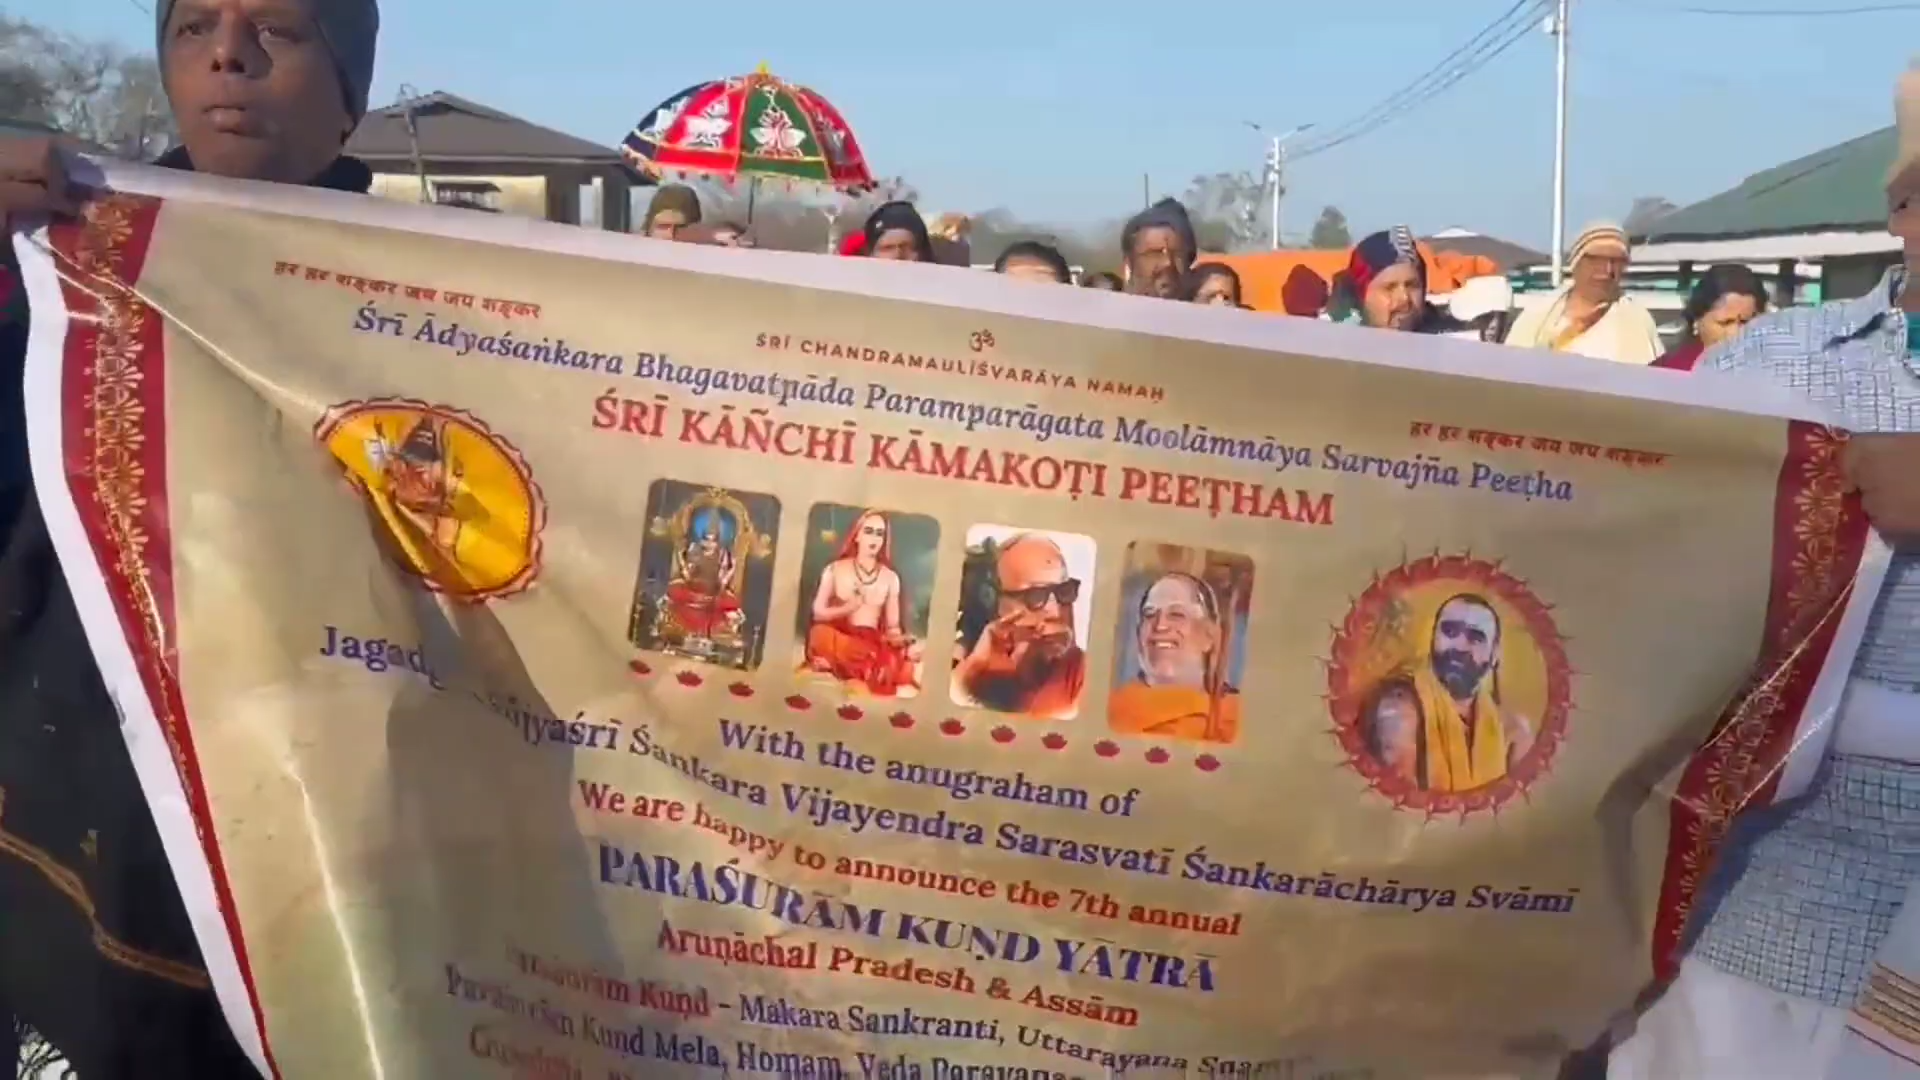 हर हर शङ्कर जय जय शङ्कर
ॐ
ŚRĪ CHANDRAMAULĪŚVARĀYA NAMAḤ
हर हर शङ्कर जय जय शङ्कर
Śrī Ādyaśaṅkara Bhagavatpāda Paramparāgata Moolāmnāya Sarvajña Peeṭha
ŚRĪ KĀÑCHĪ KĀMAKOṬI PEEṬHAM
With the anugraham of
Śankara Vijayendra Sarasvatī Śankarāchārya Svāmī
We are happy to announce the 7th annual
PARAŚURĀM KUṆD YĀTRĀ
Aruṇāchal Pradesh & Assām
Kuṇd – Makara Sankranti, Uttarayana
Kuṇd Mela, Homam, Veda